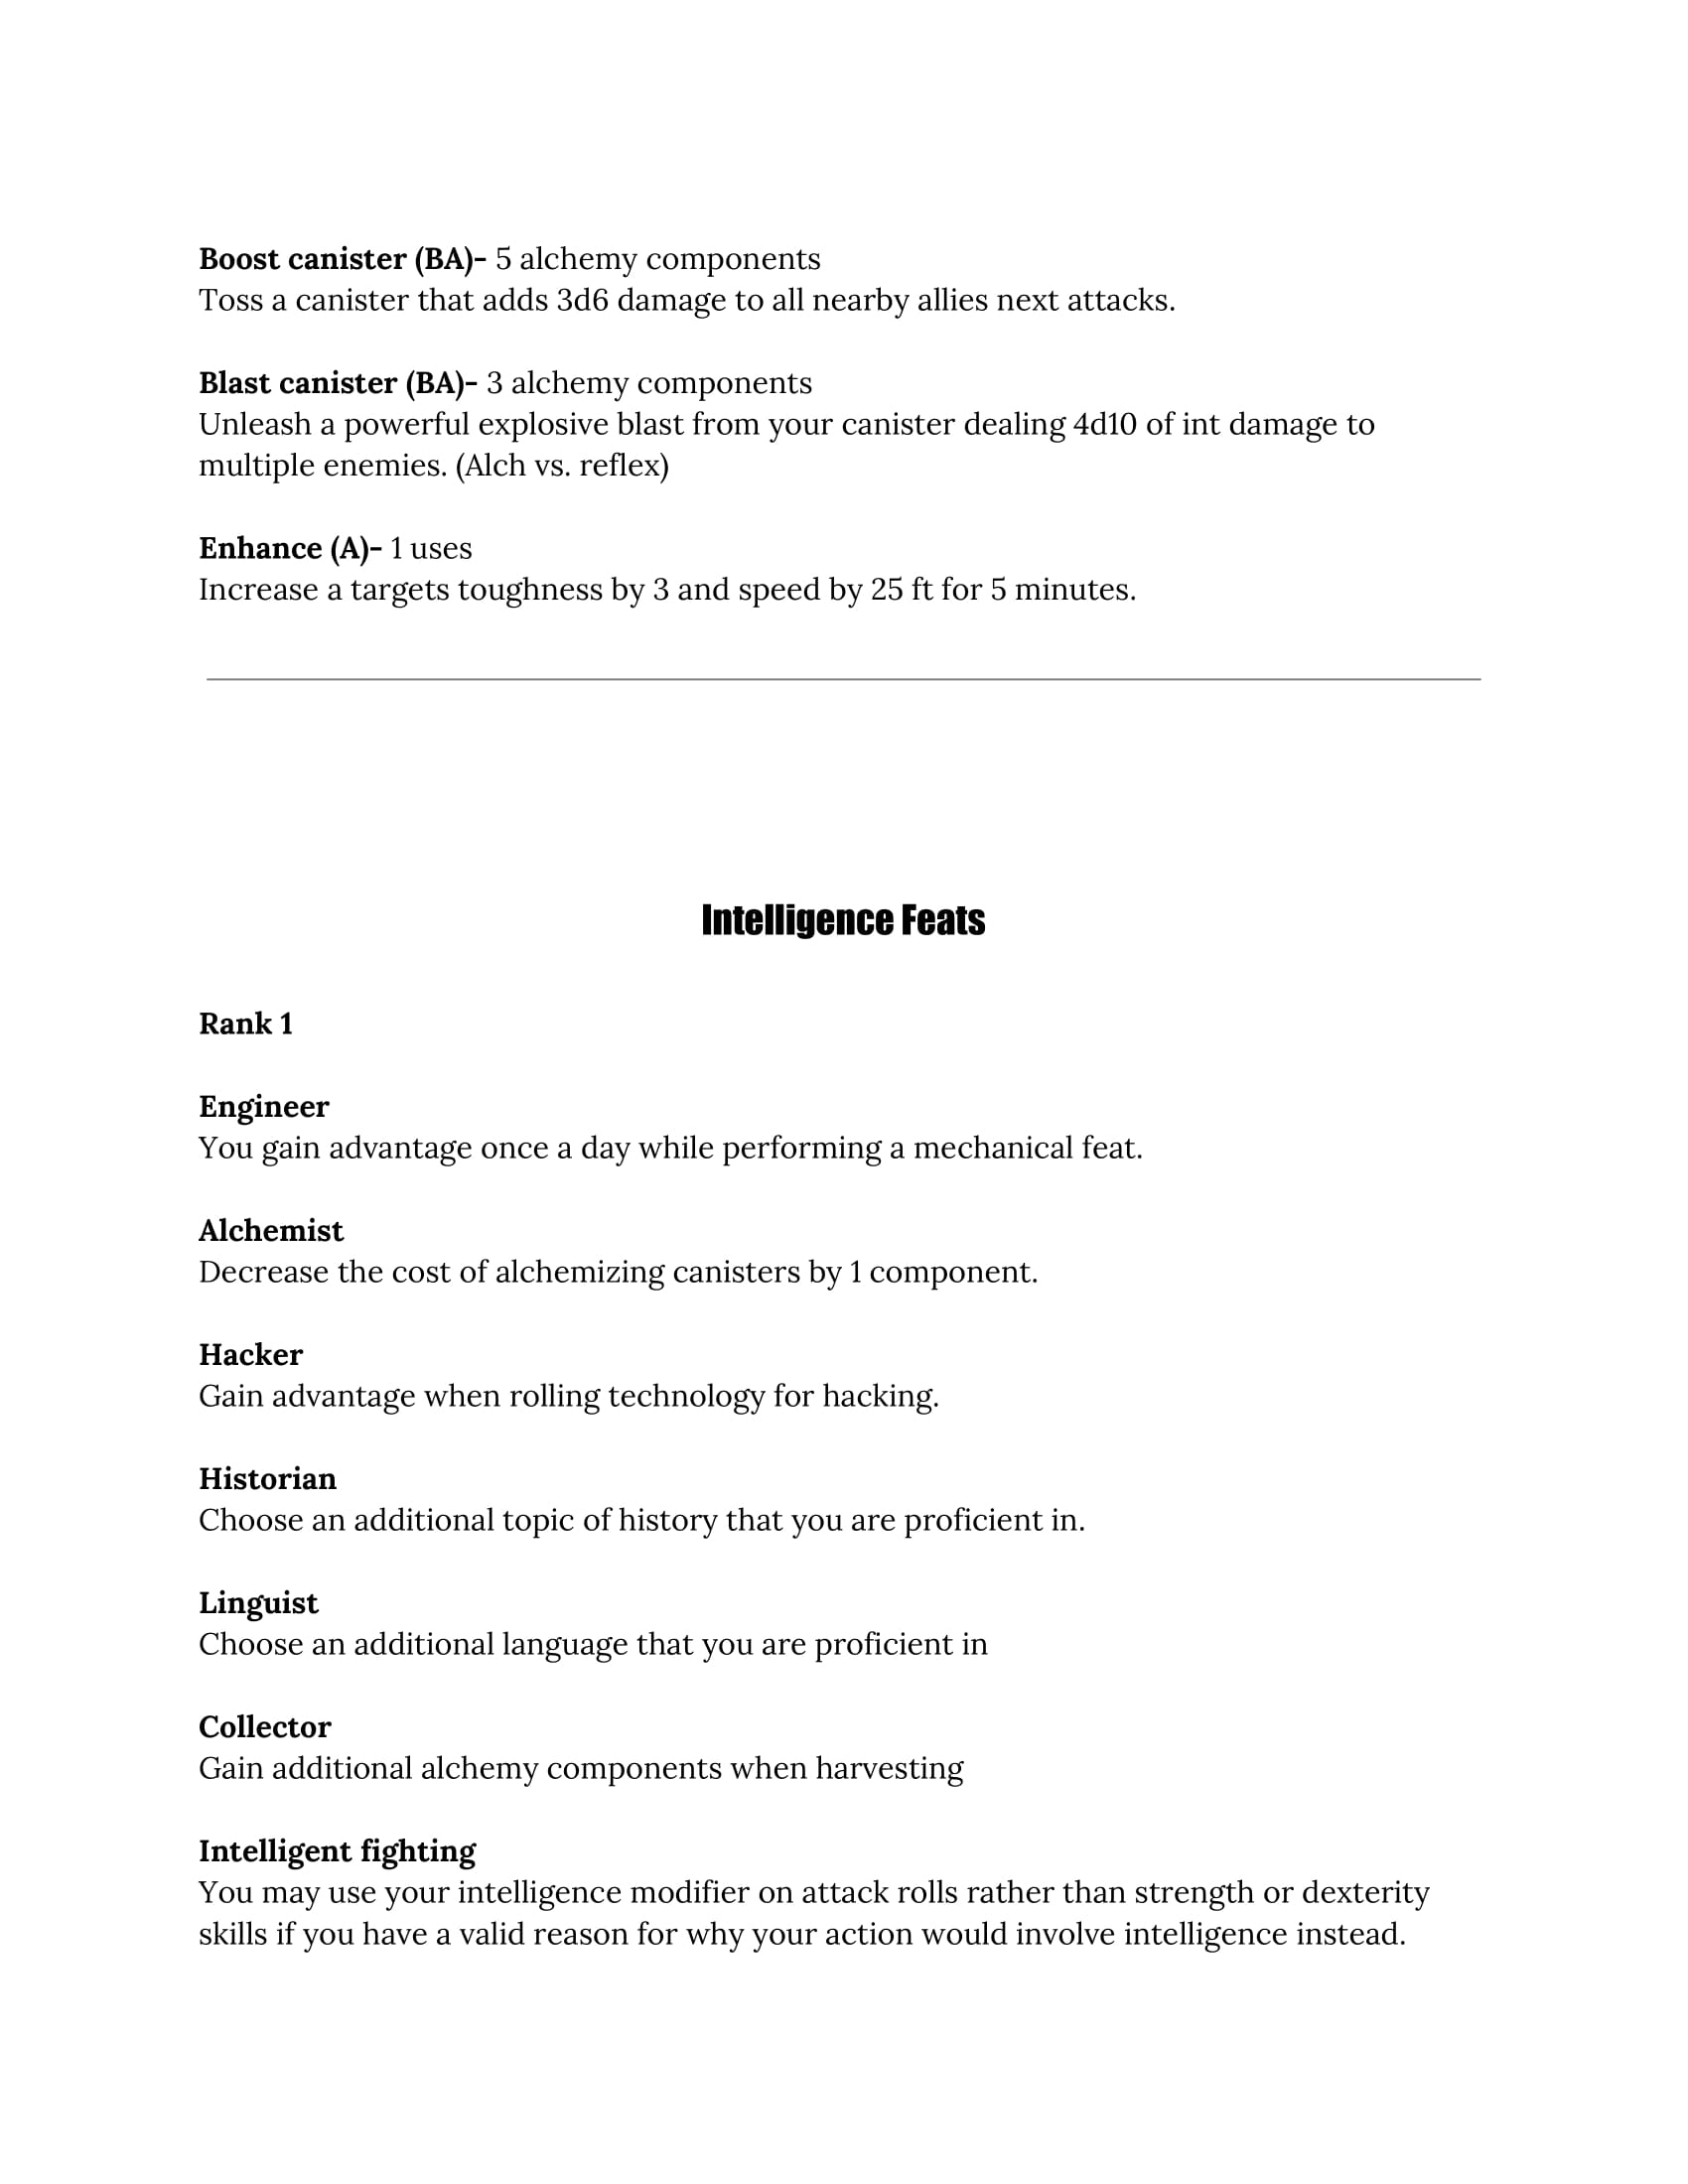 Boost canister (BA)- 5 alchemy components
Toss a canister that adds 3d6 damage to all nearby allies next attacks.
Blast canister (BA)- 3 alchemy components
Unleash a powerful explosive blast from your canister dealing 4d10 of int damage to
multiple enemies. (Alch vs. reflex)
Enhance (A)- 1 uses
Increase a targets toughness by 3 and speed by 25 ft for 5 minutes.
Intelligence Feats
Rank 1
Engineer
You gain advantage once a day while performing a mechanical feat.
Alchemist
Decrease the cost of alchemizing canisters by 1 component.
Hacker
Gain advantage when rolling technology for hacking.
Historian
Choose an additional topic of history that you are proficient in.
Linguist
Choose an additional language that you are proficient in
Collector
Gain additional alchemy components when harvesting
Intelligent fighting
You may use your intelligence modifier on attack rolls rather than strength or dexterity
skills if you have a valid reason for why your action would involve intelligence instead.